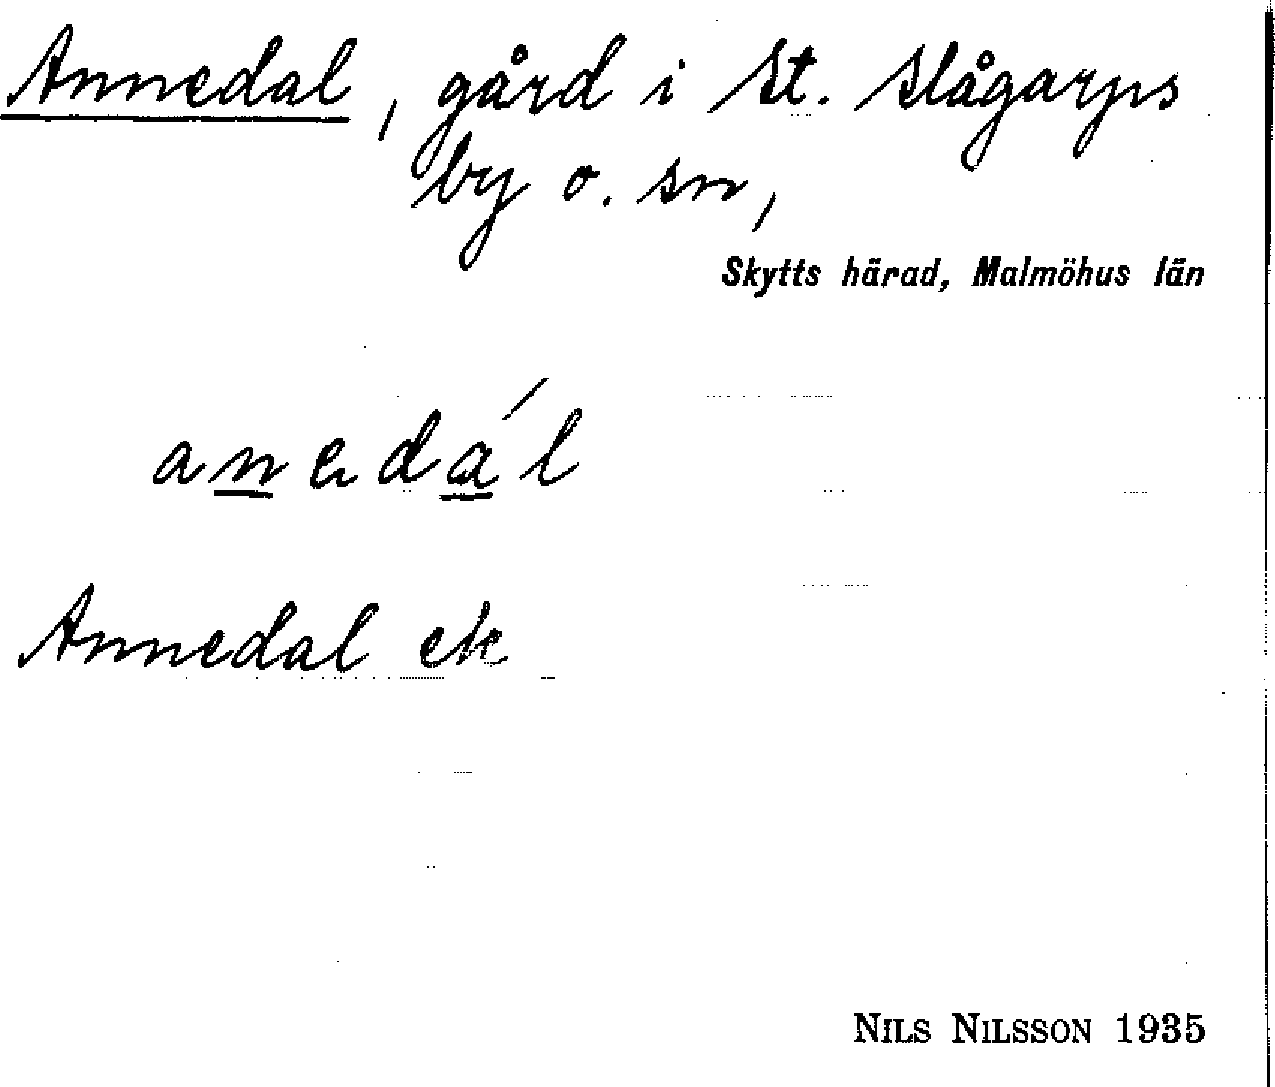 Annedal, gård i St. Slågarps
by o. sn,
Skytts härad, Malmöhus län
anedál
Annedal ek
NILS NILSSON 1935